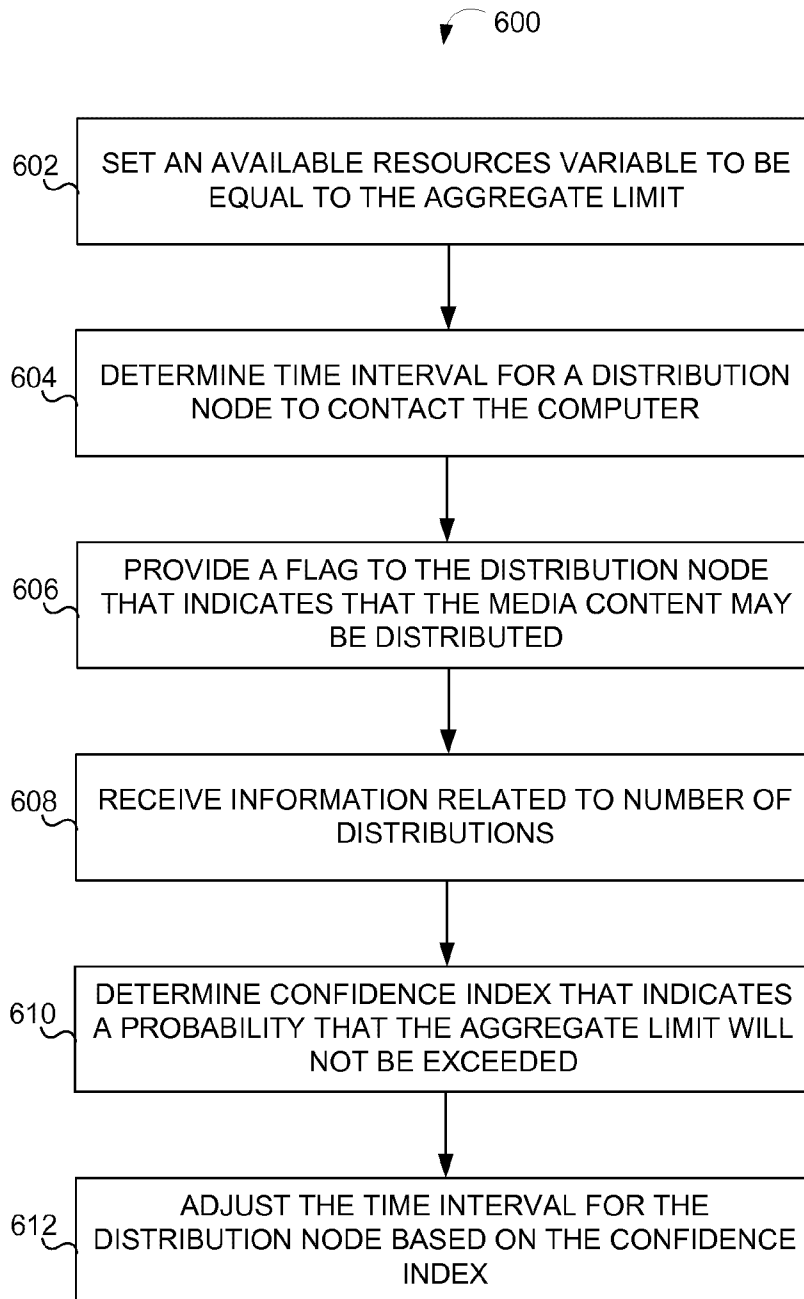 600
602
SET AN AVAILABLE RESOURCES VARIABLE TO BE
EQUAL TO THE AGGREGATE LIMIT
604
DETERMINE TIME INTERVAL FOR A DISTRIBUTION
NODE TO CONTACT THE COMPUTER
606
PROVIDE A FLAG TO THE DISTRIBUTION NODE
THAT INDICATES THAT THE MEDIA CONTENT MAY
BE DISTRIBUTED
608
RECEIVE INFORMATION RELATED TO NUMBER OF
DISTRIBUTIONS
610
DETERMINE CONFIDENCE INDEX THAT INDICATES
A PROBABILITY THAT THE AGGREGATE LIMIT WILL
NOT BE EXCEEDED
612
ADJUST THE TIME INTERVAL FOR THE
DISTRIBUTION NODE BASED ON THE CONFIDENCE
INDEX